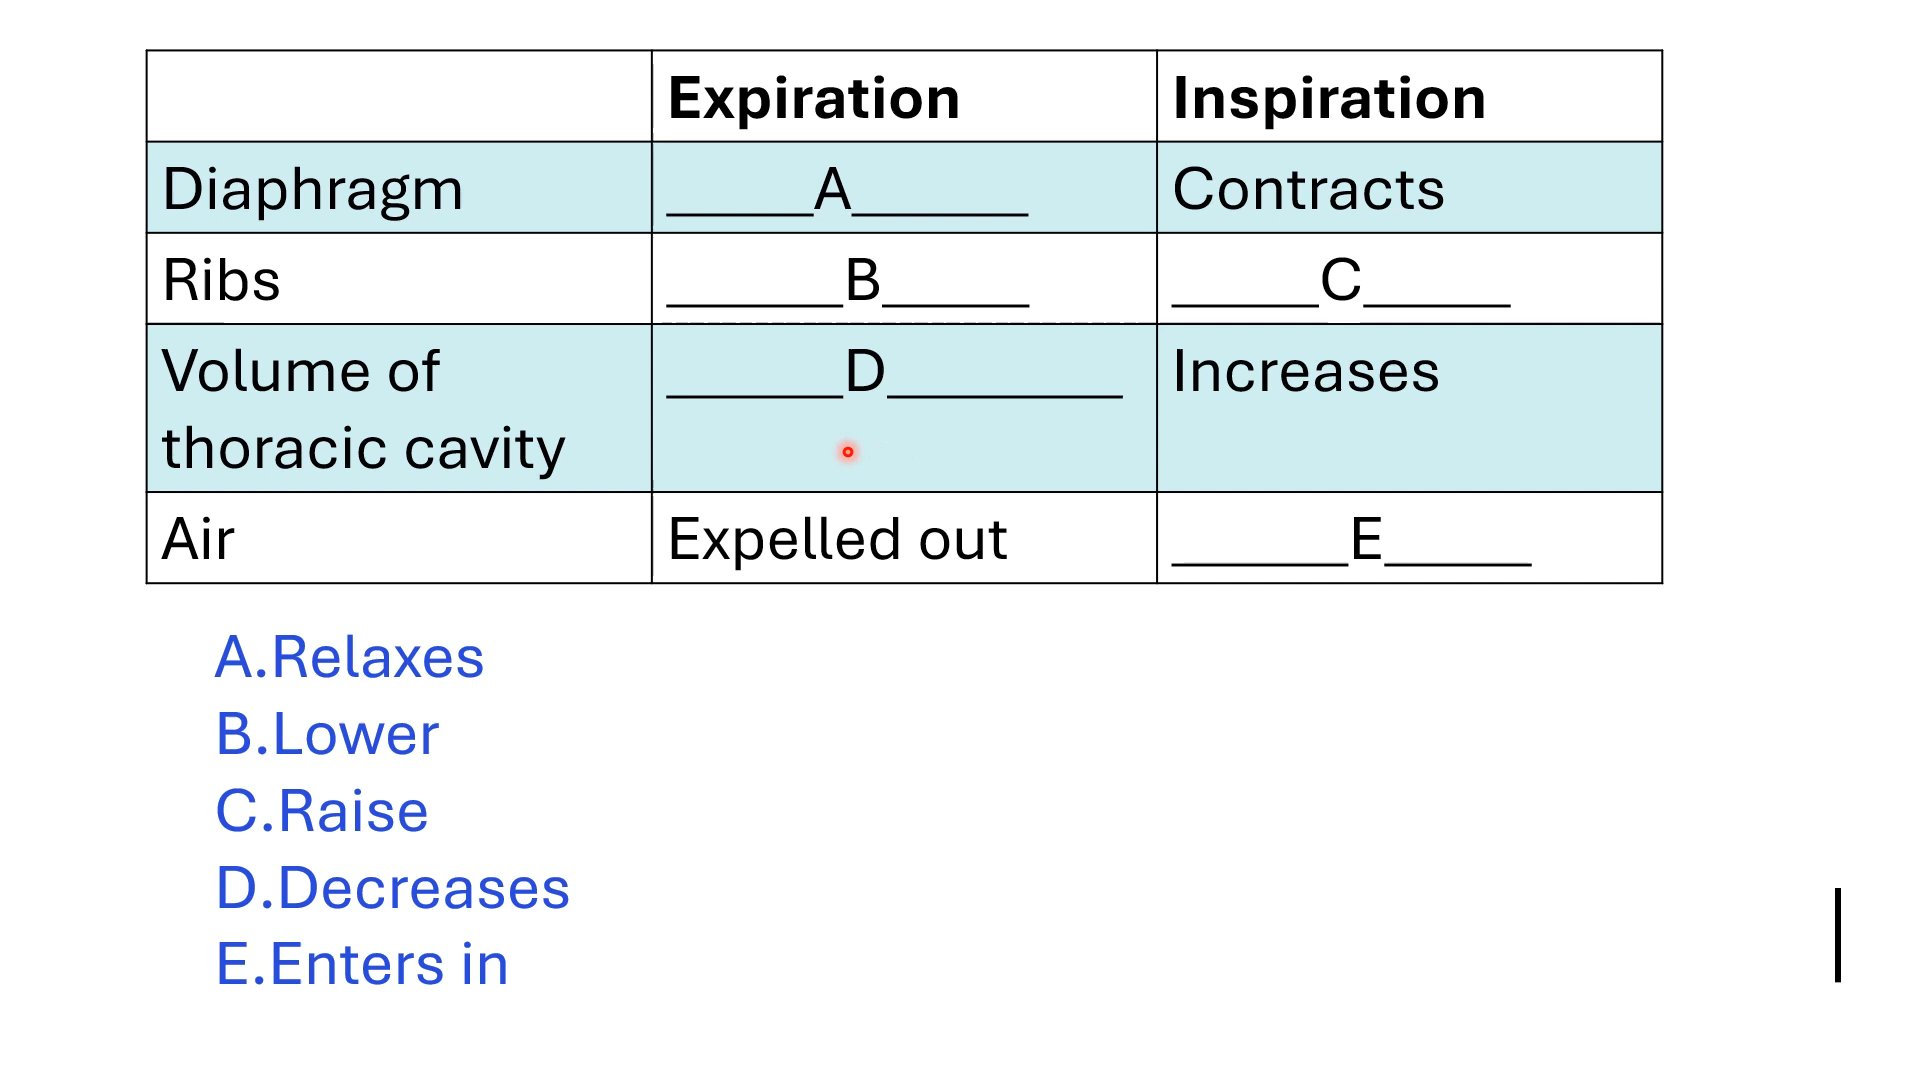 Expiration Inspiration
Diaphragm ______A______ Contracts
Ribs ______B_____ _____C_____
Volume of ______D________ Increases
thoracic cavity
Air Expelled out ______E_____
A.Relaxes
B.Lower
C.Raise
D.Decreases
E.Enters in